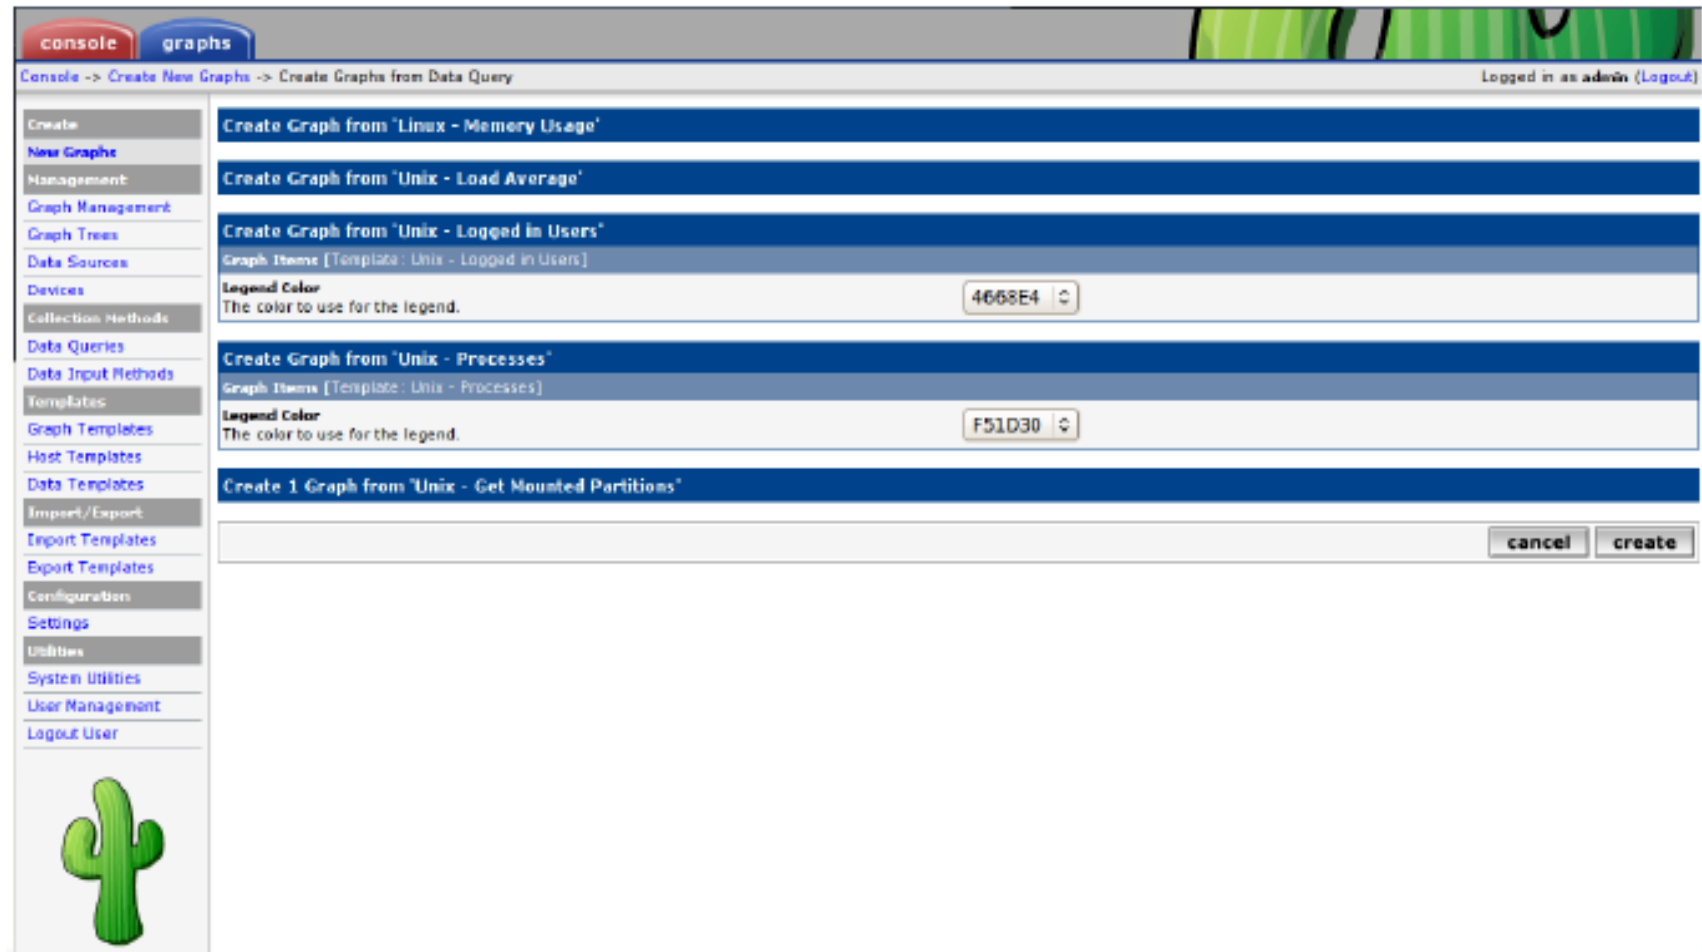 console
graphs
Console -> Create New Graphs -> Create Graphs from Data Query
Logged in as admin (Logout)
Create
New Graphs
Management
Graph Management
Graph Trees
Data Sources
Devices
Collection Methods
Data Queries
Data Input Methods
Templates
Graph Templates
Host Templates
Data Templates
Import/Export
Import Templates
Export Templates
Configuration
Settings
Utilities
System Utilities
User Management
Logout User
Create Graph from 'Linux - Memory Usage'
Create Graph from 'Unix - Load Average'
Create Graph from 'Unix - Logged in Users'
Graph Items [Template: Unix - Logged in Users]
Legend Color
The color to use for the legend.
4668E4
Create Graph from 'Unix - Processes'
Graph Items [Template: Unix - Processes]
Legend Color
The color to use for the legend.
F51D30
Create 1 Graph from 'Unix - Get Mounted Partitions'
cancel
create